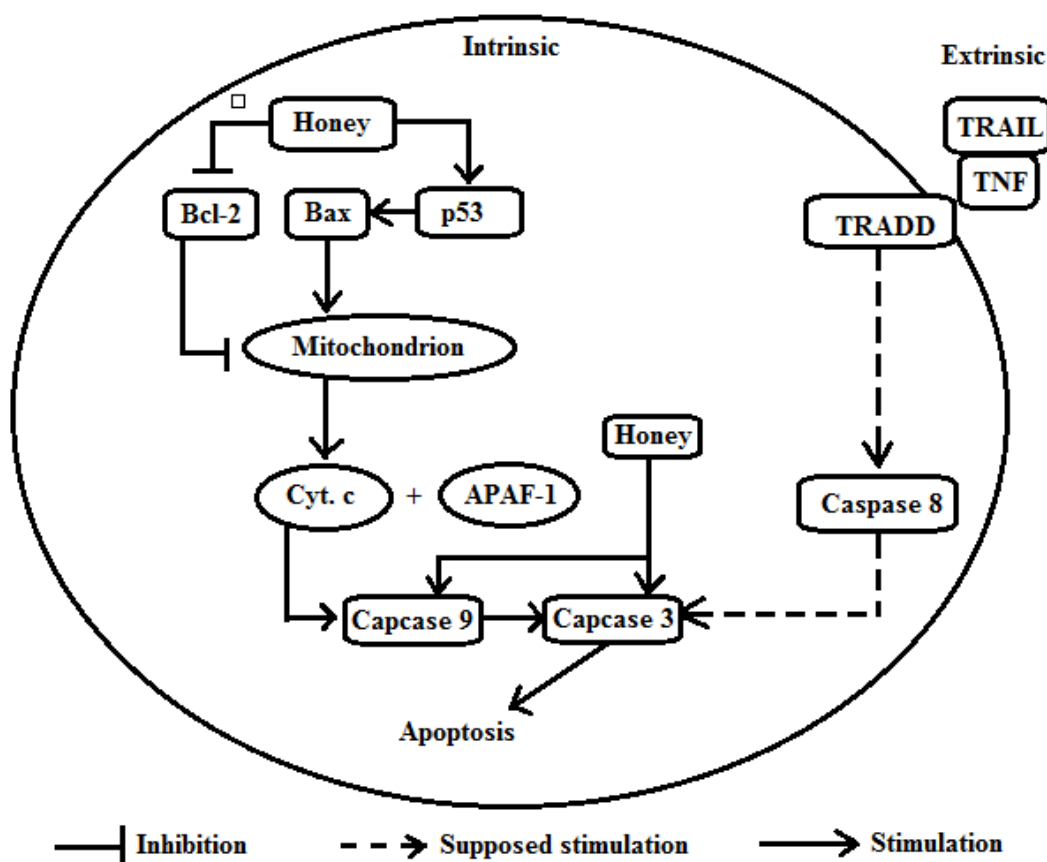 Intrinsic
Extrinsic
Honey
TRAIL
TNF
Bcl-2
Bax
p53
TRADD
Mitochondrion
Honey
Cyt. c
+
APAF-1
Caspase 8
Capcase 9
Capcase 3
Apoptosis
Inhibition
Supposed stimulation
Stimulation